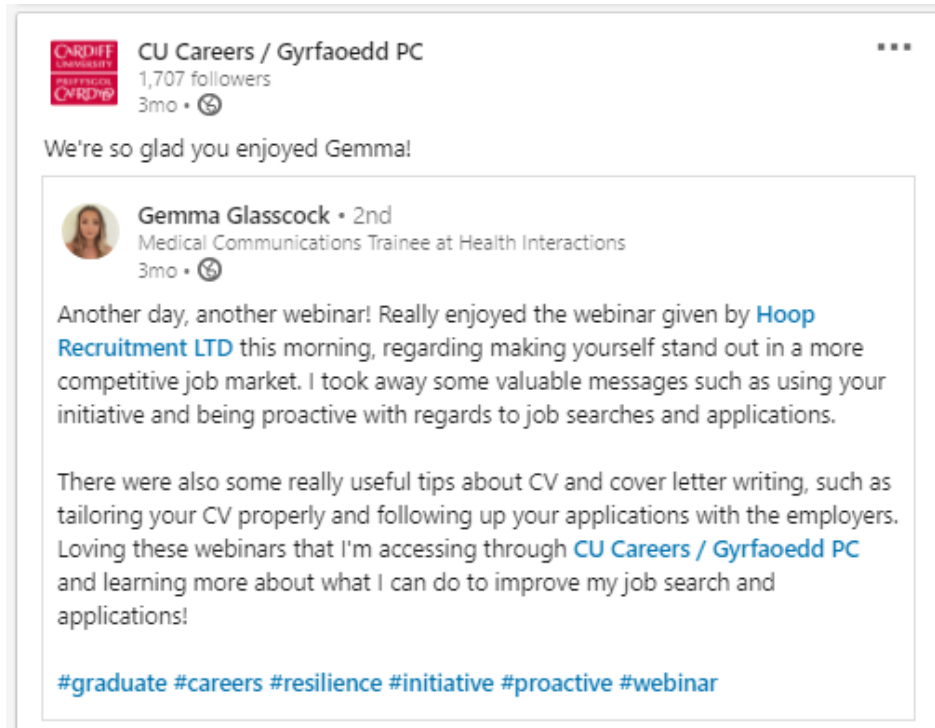 CARDIFF
UNIVERSITY
PRIFYSGOL
CAERDYDD
CU Careers / Gyrfaoedd PC
1,707 followers
3mo •
We're so glad you enjoyed Gemma!
Gemma Glasscock • 2nd
Medical Communications Trainee at Health Interactions
3mo •
Another day, another webinar! Really enjoyed the webinar given by Hoop
Recruitment LTD this morning, regarding making yourself stand out in a more
competitive job market. I took away some valuable messages such as using your
initiative and being proactive with regards to job searches and applications.
There were also some really useful tips about CV and cover letter writing, such as
tailoring your CV properly and following up your applications with the employers.
Loving these webinars that I'm accessing through CU Careers / Gyrfaoedd PC
and learning more about what I can do to improve my job search and
applications!
#graduate #careers #resilience #initiative #proactive #webinar